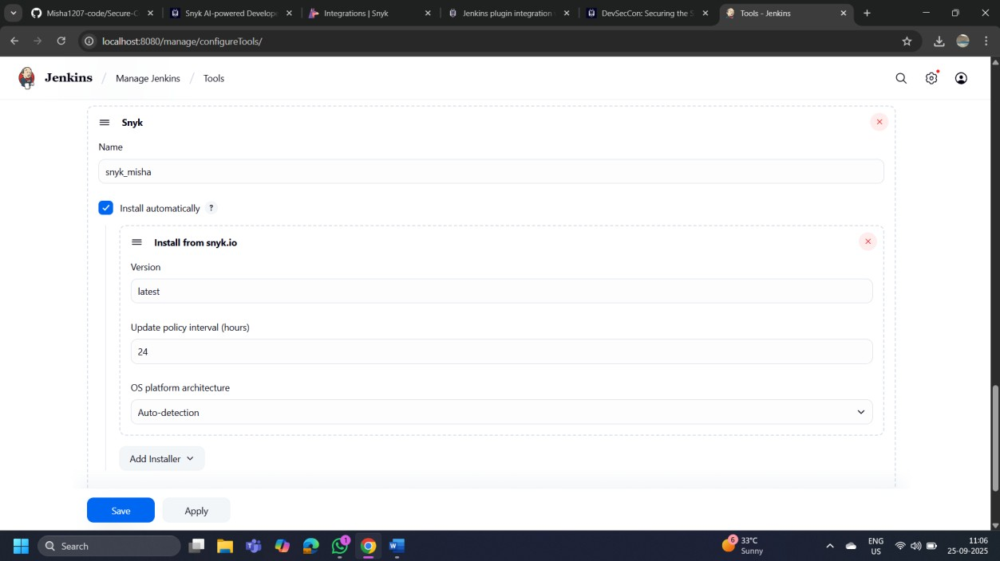 Misha1207-code/Secure-C
Snyk AI-powered Develope
Integrations | Snyk
Jenkins plugin integration
DevSecCon: Securing the S
Tools - Jenkins
localhost:8080/manage/configureTools/
Jenkins / Manage Jenkins / Tools
Snyk
Name
snyk_misha
Install automatically ?
Install from snyk.io
Version
latest
Update policy interval (hours)
24
OS platform architecture
Auto-detection
Add Installer
Save Apply
Search
1
6
33°C
Sunny
ENG
US
11:06
25-09-2025